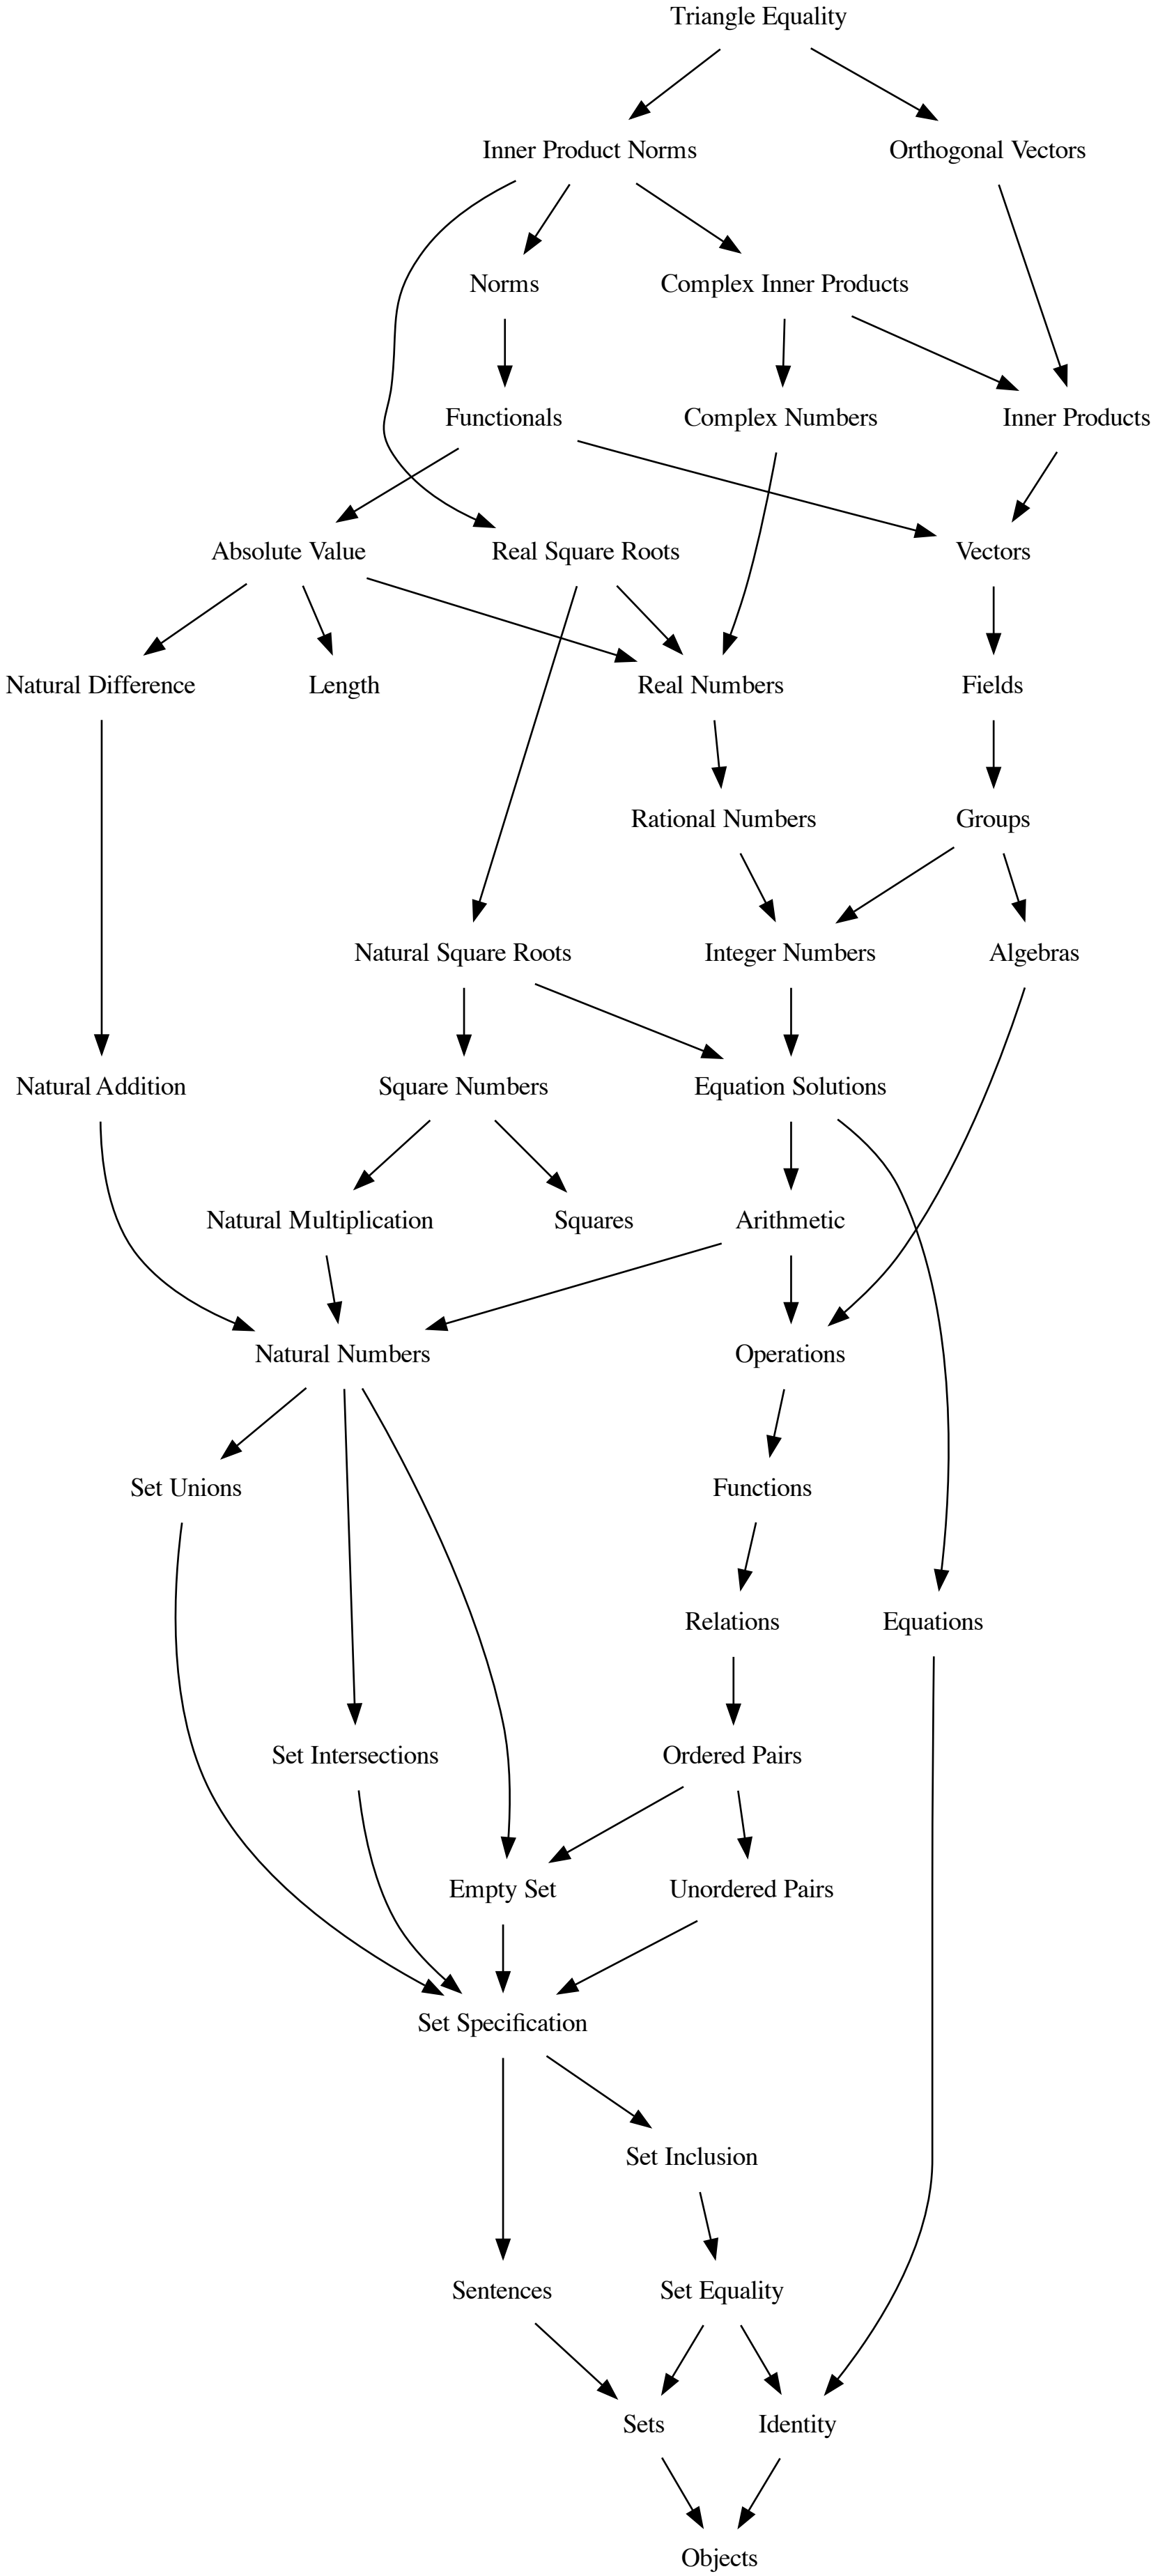 Triangle Equality
Inner Product Norms
Orthogonal Vectors
Norms
Complex Inner Products
Functionals
Complex Numbers
Inner Products
Absolute Value
Real Square Roots
Vectors
Natural Difference
Length
Real Numbers
Fields
Rational Numbers
Groups
Natural Square Roots
Integer Numbers
Algebras
Natural Addition
Square Numbers
Equation Solutions
Natural Multiplication
Squares
Arithmetic
Natural Numbers
Operations
Set Unions
Functions
Relations
Equations
Set Intersections
Ordered Pairs
Empty Set
Unordered Pairs
Set Specification
Set Inclusion
Sentences
Set Equality
Sets
Identity
Objects